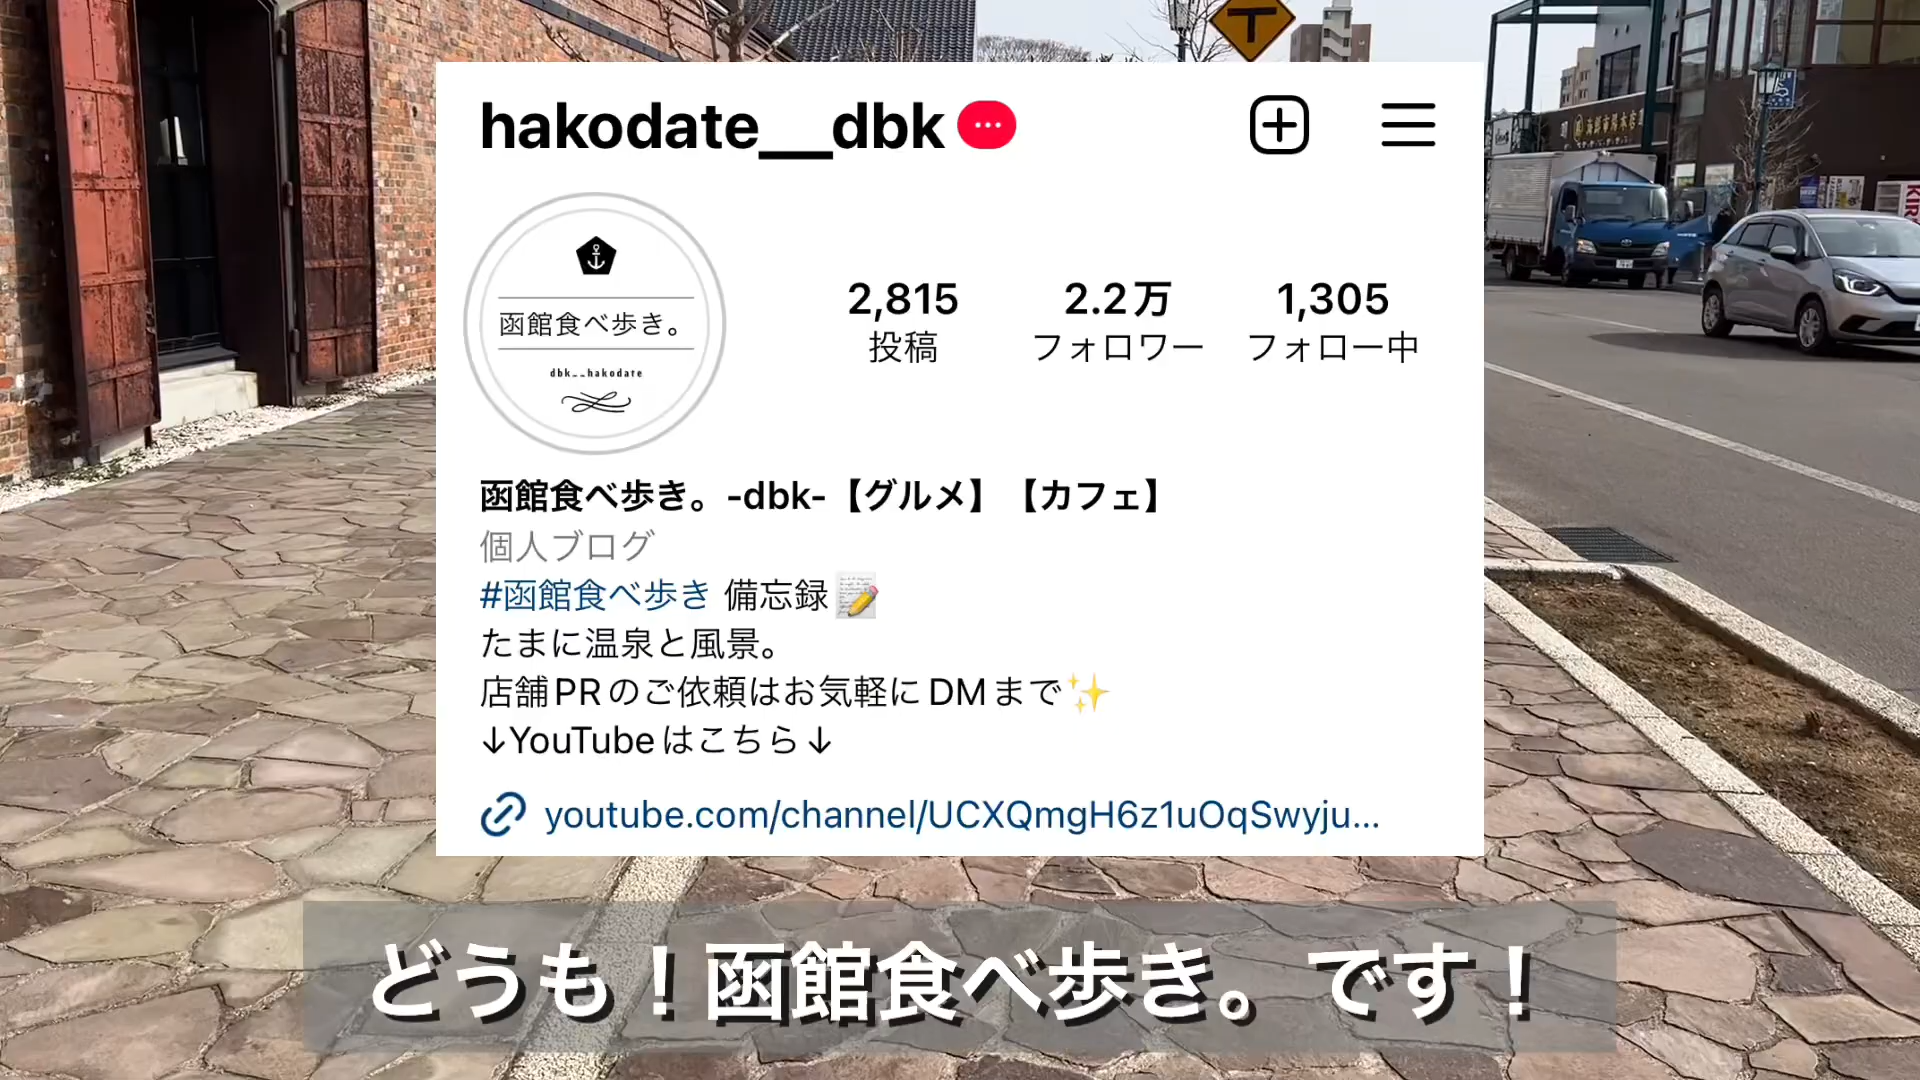 hakodate__dbk
函館食べ歩き。
dbk__hakodate
2,815 2.2万 1,305
投稿 フォロワー フォロー中
函館食べ歩き。-dbk-【グルメ】【カフェ】
個人ブログ
#函館食べ歩き 備忘録📝
たまに温泉と風景。
店舗PRのご依頼はお気軽にDMまで✨
↓YouTubeはこちら↓
youtube.com/channel/UCXQmgH6z1uOqSwyju...
どうも！函館食べ歩き。です！